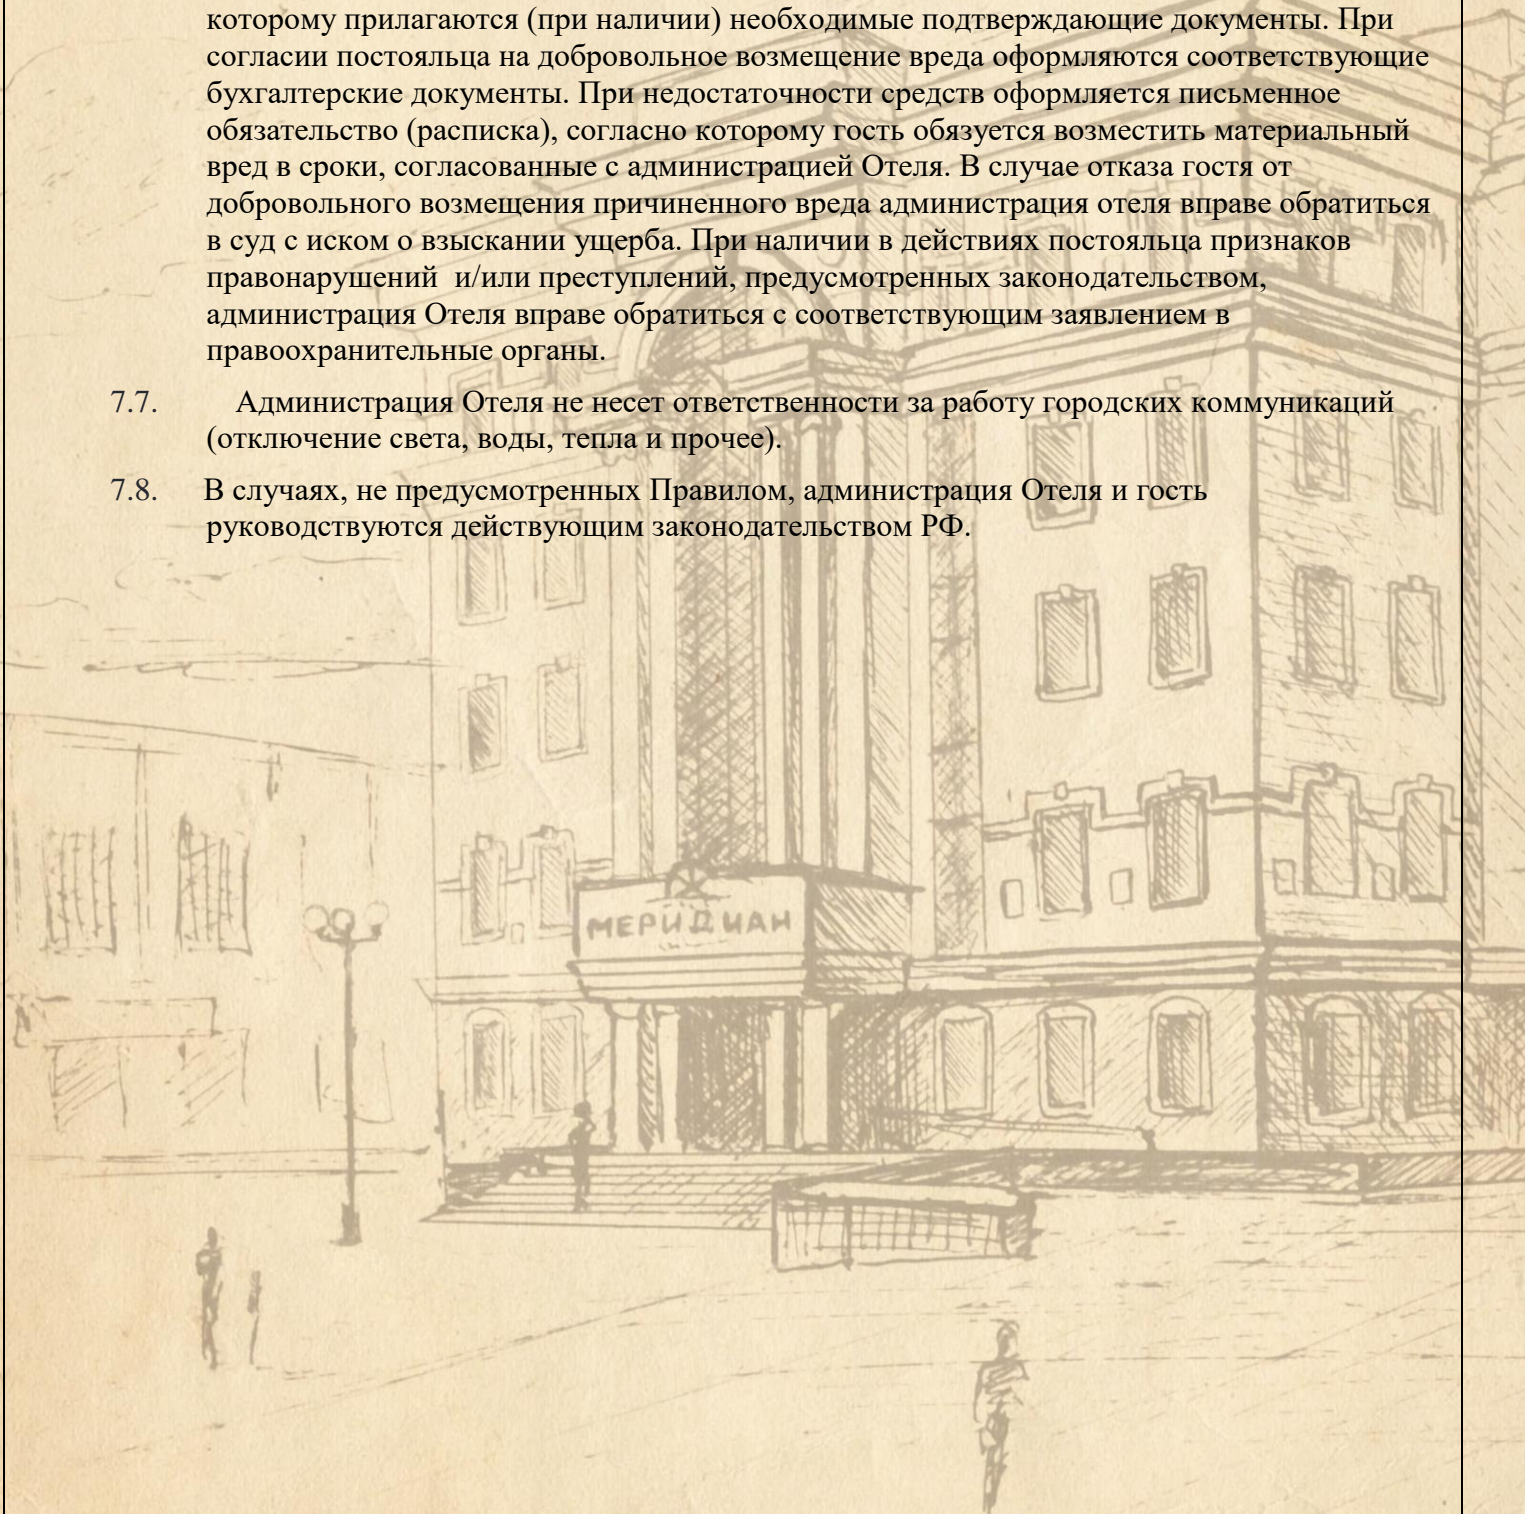 которому прилагаются (при наличии) необходимые подтверждающие документы. При
согласии постояльца на добровольное возмещение вреда оформляются соответствующие
бухгалтерские документы. При недостаточности средств оформляется письменное
обязательство (расписка), согласно которому гость обязуется возместить материальный
вред в сроки, согласованные с администрацией Отеля. В случае отказа гостя от
добровольного возмещения причиненного вреда администрация отеля вправе обратиться
в суд с иском о взыскании ущерба. При наличии в действиях постояльца признаков
правонарушений  и/или преступлений, предусмотренных законодательством,
администрация Отеля вправе обратиться с соответствующим заявлением в
правоохранительные органы.
7.7. Администрация Отеля не несет ответственности за работу городских коммуникаций
(отключение света, воды, тепла и прочее).
7.8. В случаях, не предусмотренных Правилом, администрация Отеля и гость
руководствуются действующим законодательством РФ.
МЕРИДИАН